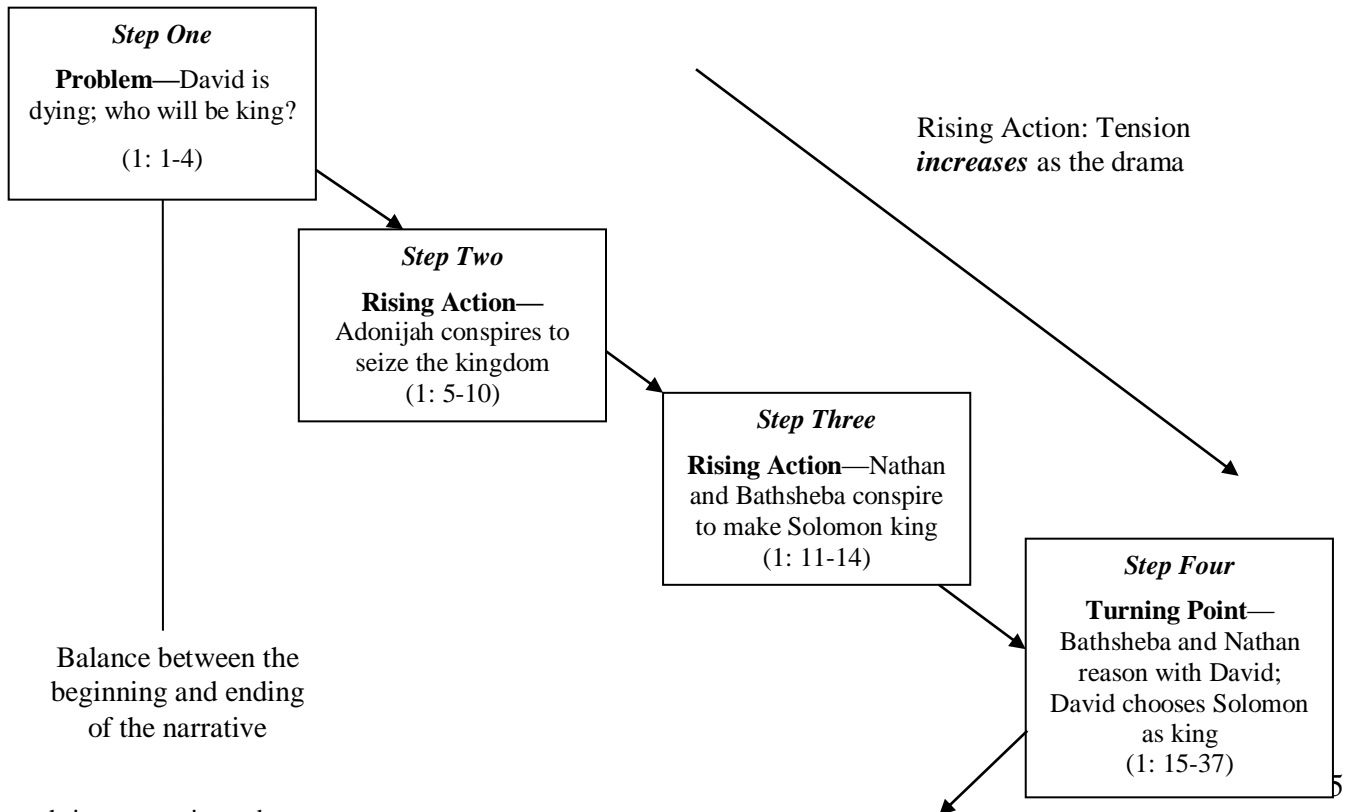 Step One
Problem—David is
dying; who will be king?
(1: 1-4)
Rising Action: Tension
increases as the drama
Step Two
Rising Action—
Adonijah conspires to
seize the kingdom
(1: 5-10)
Step Three
Rising Action—Nathan
and Bathsheba conspire
to make Solomon king
(1: 11-14)
Step Four
Turning Point—
Bathsheba and Nathan
reason with David;
David chooses Solomon
as king
(1: 15-37)
Balance between the
beginning and ending
of the narrative
5